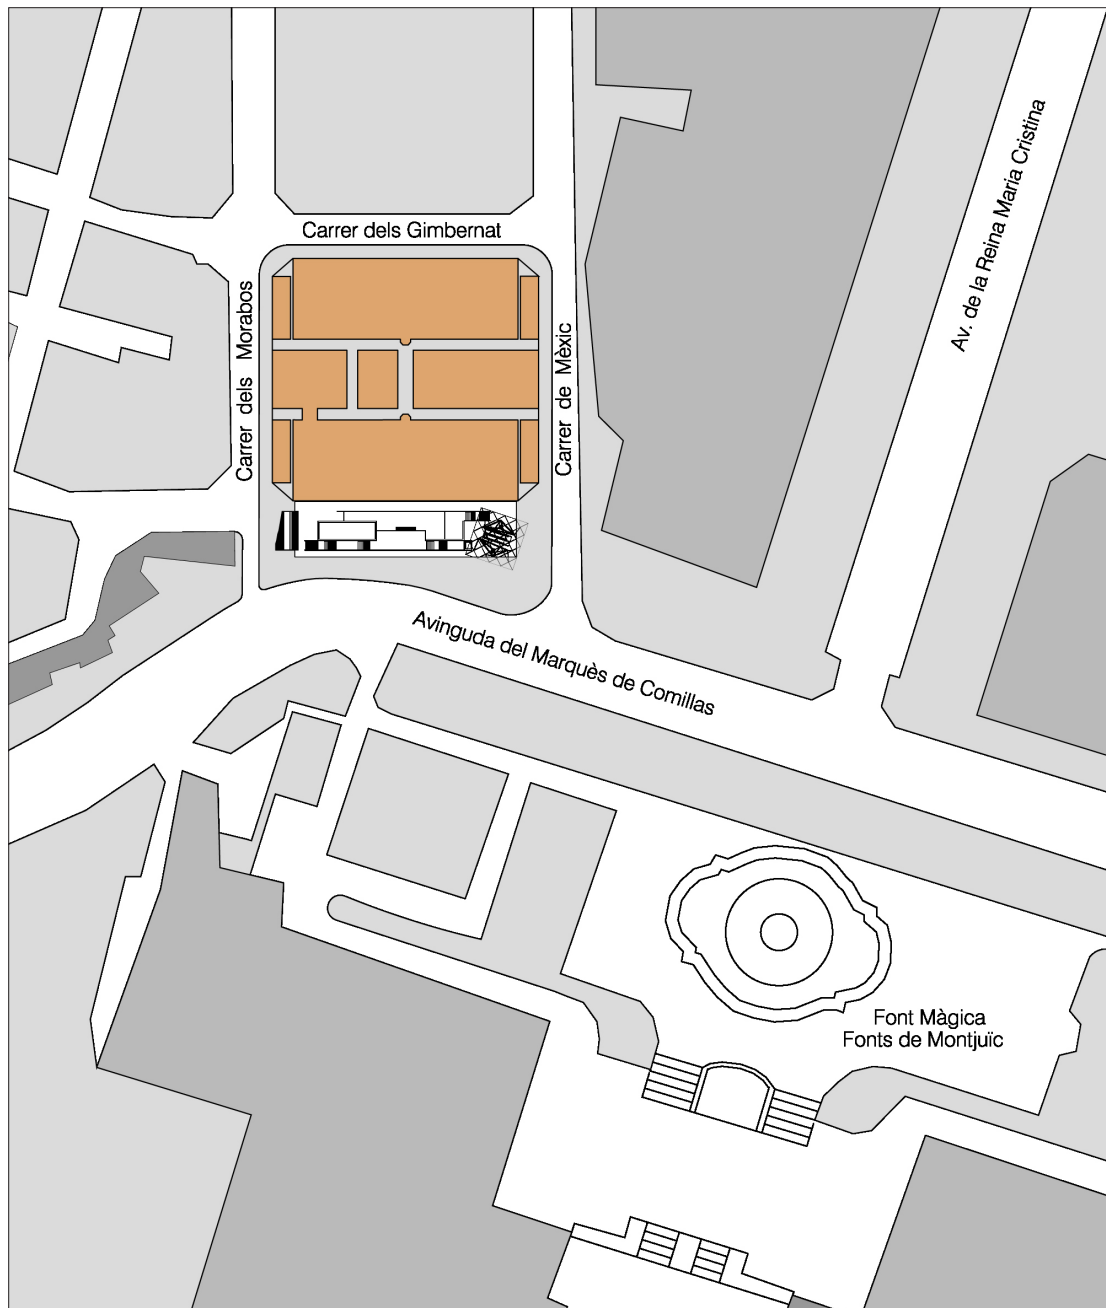 Carrer dels Gimbernat
Carrer dels Morabos
Carrer de Mèxic
Av. de la Reina Maria Cristina
Avinguda del Marquès de Comillas
Font Màgica
Fonts de Montjuïc